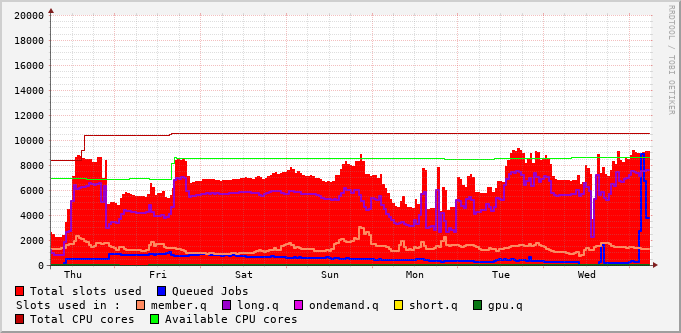 20000
18000
16000
14000
12000
10000
8000
6000
4000
2000
0
Thu Fri Sat Sun Mon Tue Wed
Total slots used Queued Jobs
Slots used in : member.q long.q ondemand.q short.q gpu.q
Total CPU cores Available CPU cores
RRDTOOL / TOBI OETIKER